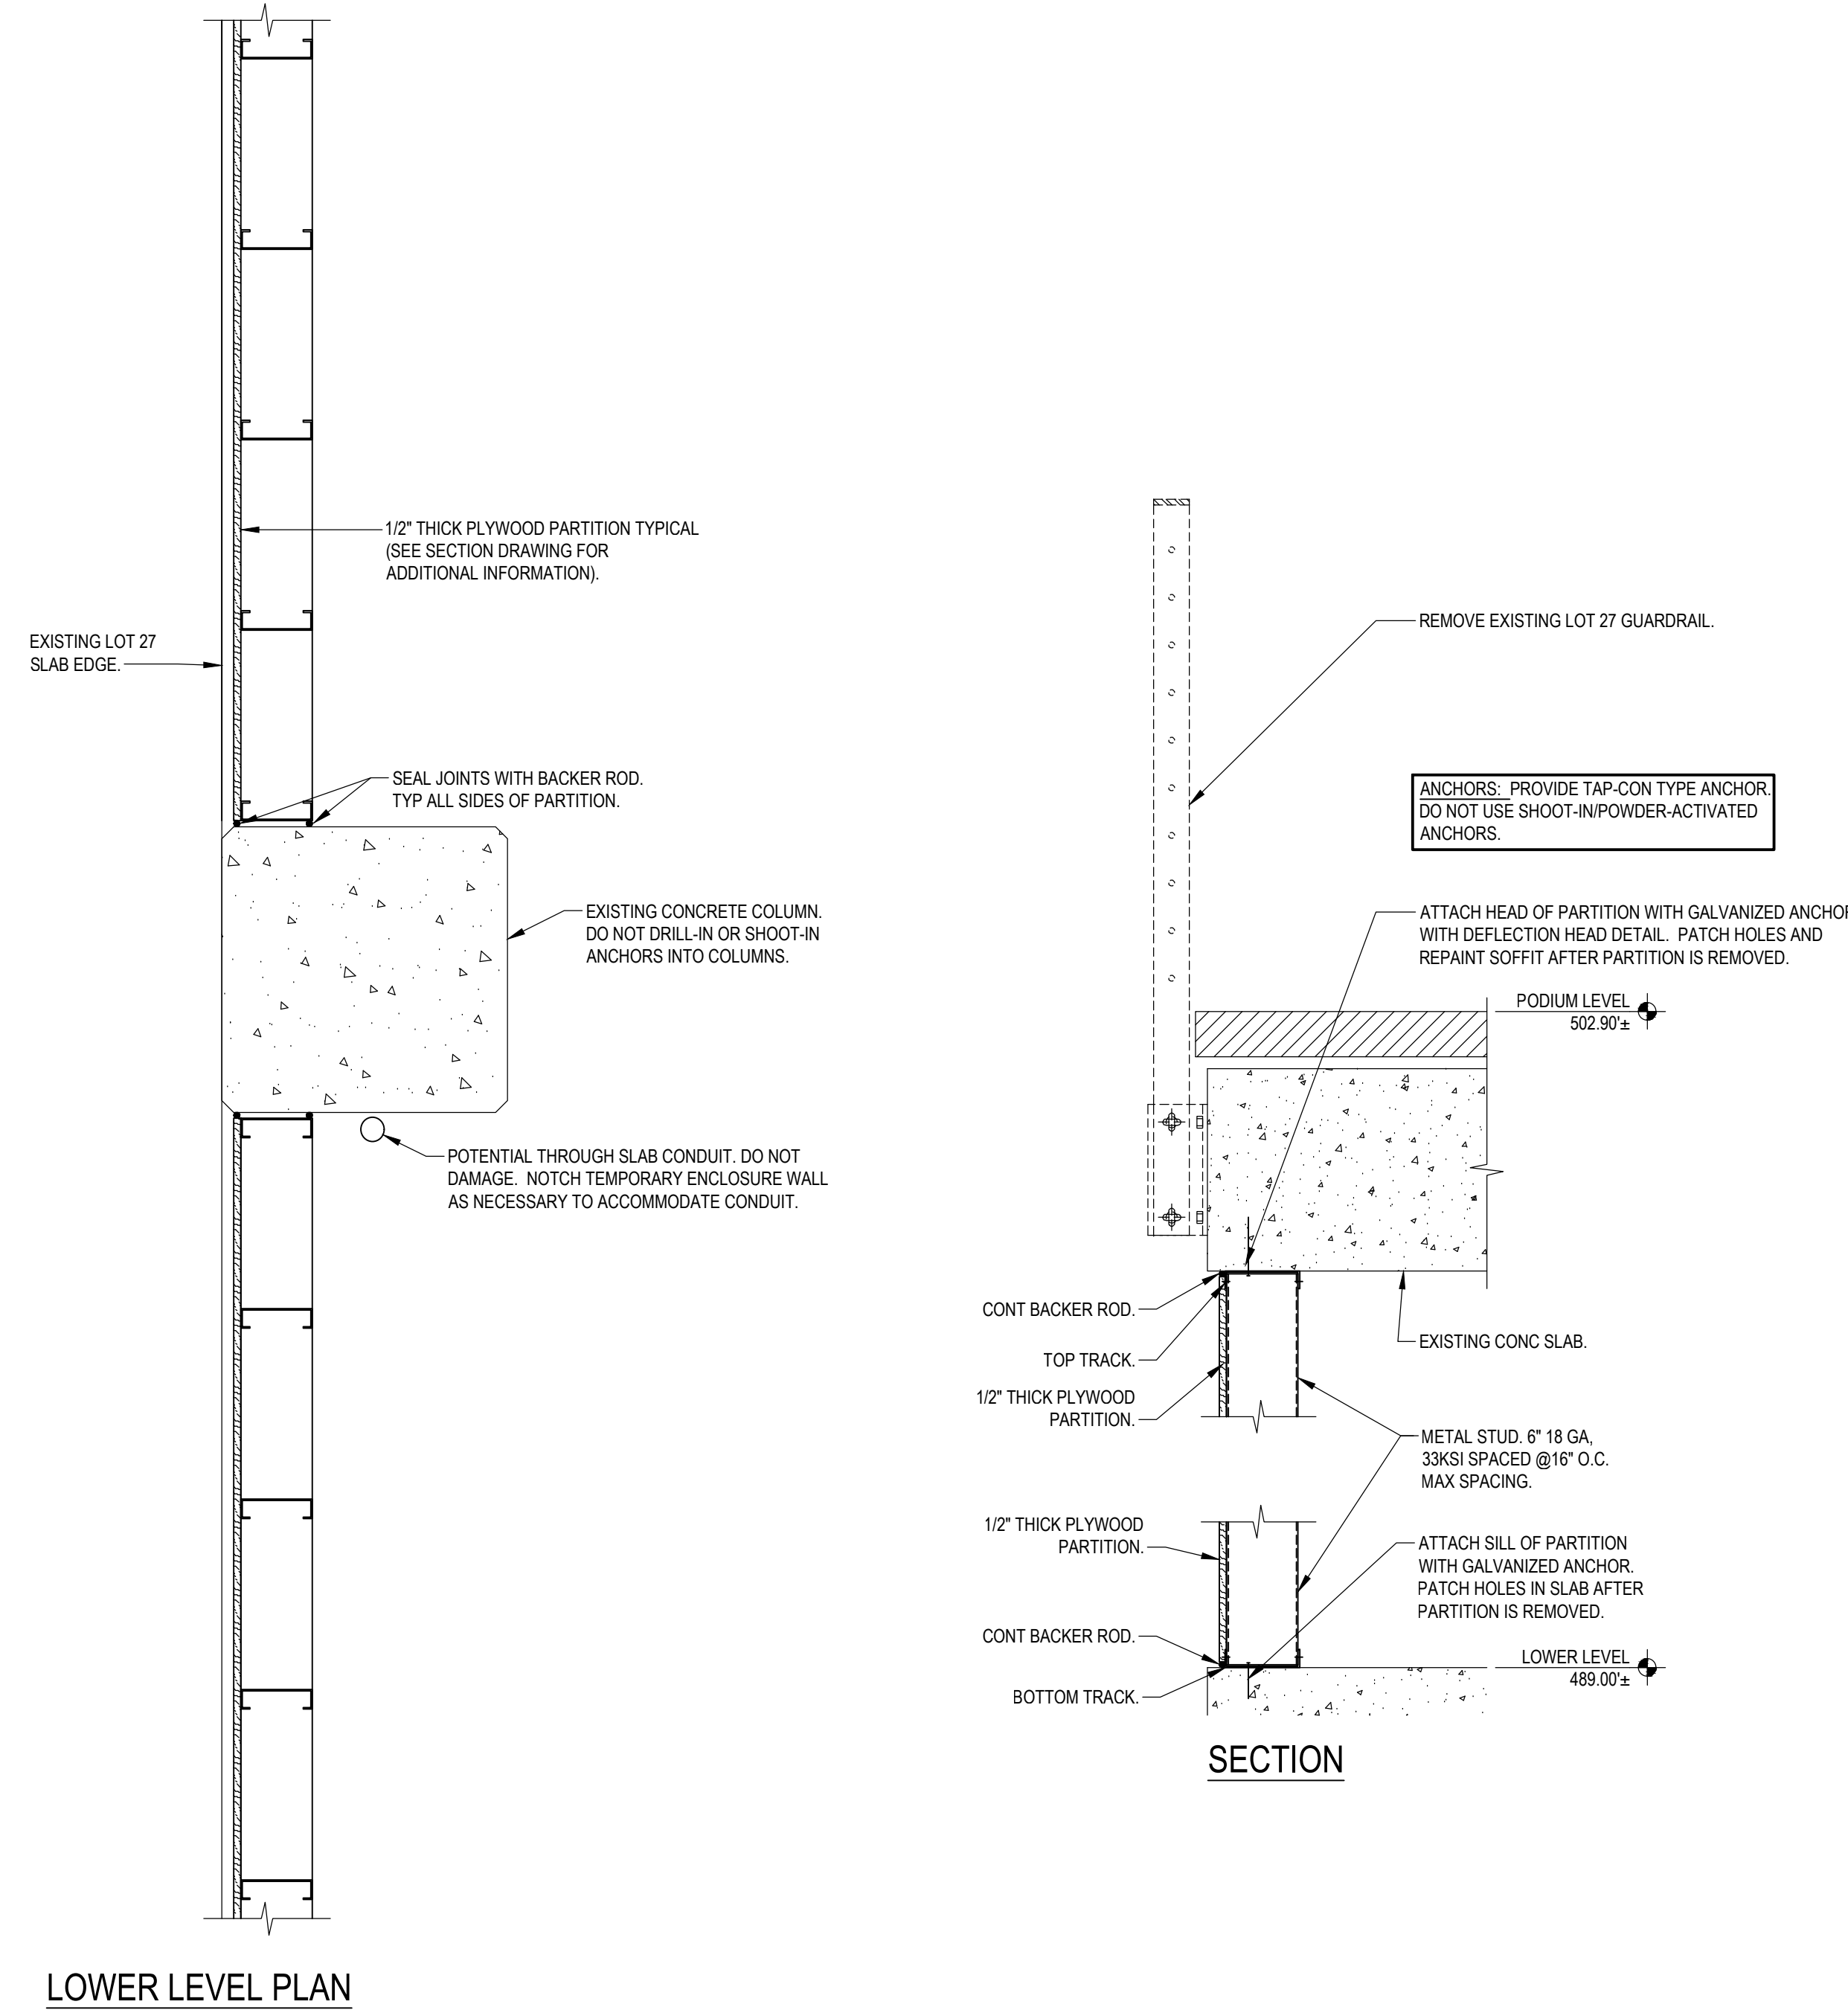 1/2" THICK PLYWOOD PARTITION TYPICAL
(SEE SECTION DRAWING FOR
ADDITIONAL INFORMATION).
EXISTING LOT 27
SLAB EDGE.
SEAL JOINTS WITH BACKER ROD.
TYP ALL SIDES OF PARTITION.
EXISTING CONCRETE COLUMN.
DO NOT DRILL-IN OR SHOOT-IN
ANCHORS INTO COLUMNS.
POTENTIAL THROUGH SLAB CONDUIT. DO NOT
DAMAGE. NOTCH TEMPORARY ENCLOSURE WALL
AS NECESSARY TO ACCOMMODATE CONDUIT.
LOWER LEVEL PLAN
REMOVE EXISTING LOT 27 GUARDRAIL.
ANCHORS: PROVIDE TAP-CON TYPE ANCHOR.
DO NOT USE SHOOT-IN/POWDER-ACTIVATED
ANCHORS.
ATTACH HEAD OF PARTITION WITH GALVANIZED ANCHOR
WITH DEFLECTION HEAD DETAIL. PATCH HOLES AND
REPAINT SOFFIT AFTER PARTITION IS REMOVED.
PODIUM LEVEL
502.90'±
CONT BACKER ROD.
TOP TRACK.
1/2" THICK PLYWOOD
PARTITION.
EXISTING CONC SLAB.
METAL STUD. 6" 18 GA,
33KSI SPACED @16" O.C.
MAX SPACING.
1/2" THICK PLYWOOD
PARTITION.
ATTACH SILL OF PARTITION
WITH GALVANIZED ANCHOR.
PATCH HOLES IN SLAB AFTER
PARTITION IS REMOVED.
CONT BACKER ROD.
BOTTOM TRACK.
LOWER LEVEL
489.00'±
SECTION